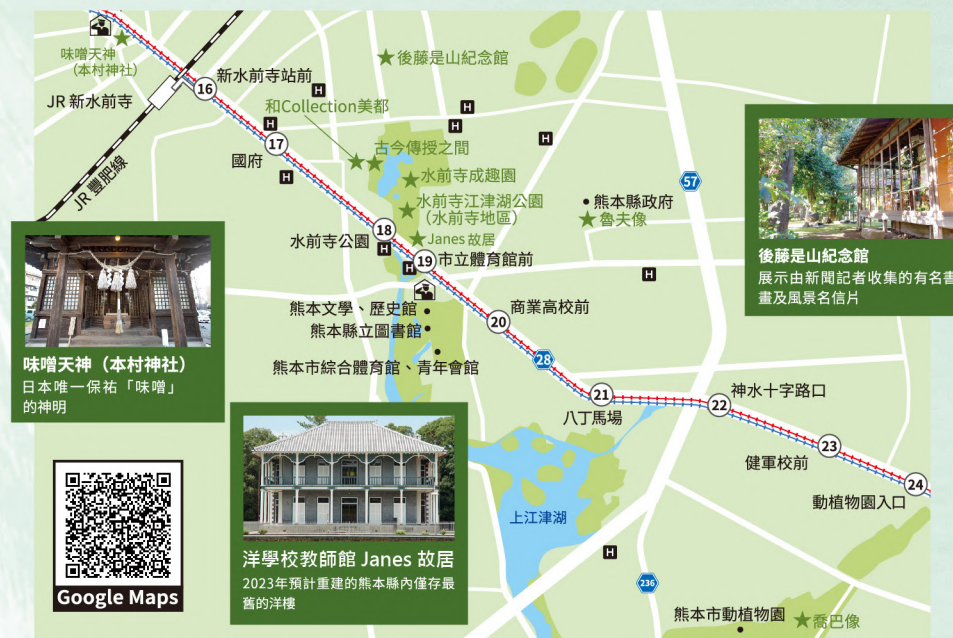 味噌天神
（本村神社）
後藤是山紀念館
JR 新水前寺
16
新水前寺站前
H
和Collection美都
H
H
H
H
17
國府
H
古今傳授之間
JR 豐肥線
水前寺成趣園
57
水前寺江津湖公園
（水前寺地區）
熊本縣政府
魯夫像
18
水前寺公園
H
Janes 故居
19
市立體育館前
H
H
後藤是山紀念館
展示由新聞記者收集的有名書
畫及風景名信片
熊本文學、歷史館
熊本縣立圖書館
熊本市綜合體育館、青年會館
20
商業高校前
28
味噌天神（本村神社）
日本唯一保祐「味噌」
的神明
21
八丁馬場
22
神水十字路口
23
健軍校前
24
動植物園入口
上江津湖
H
236
熊本市動植物園
喬巴像
洋學校教師館 Janes 故居
2023年預計重建的熊本縣內僅存最
舊的洋樓
Google Maps